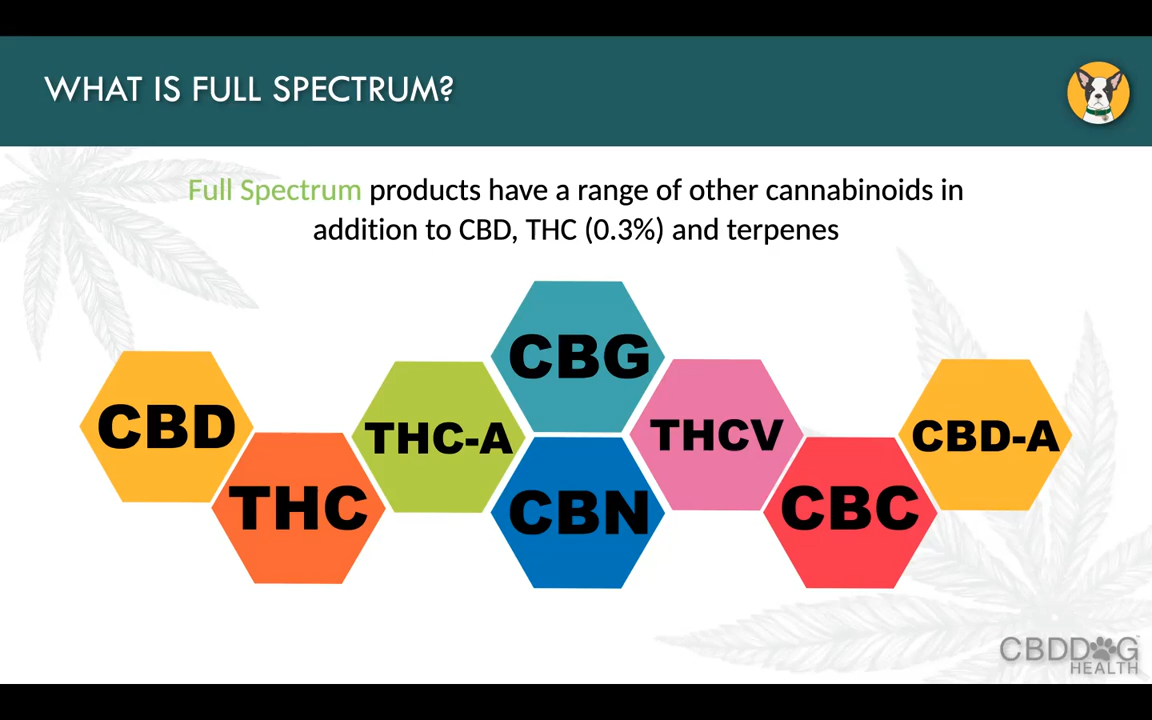 WHAT IS FULL SPECTRUM?
Full Spectrum products have a range of other cannabinoids in
addition to CBD, THC (0.3%) and terpenes
CBD
THC
THC-A
CBG
CBN
THCV
CBC
CBD-A
CBDDOG
HEALTH